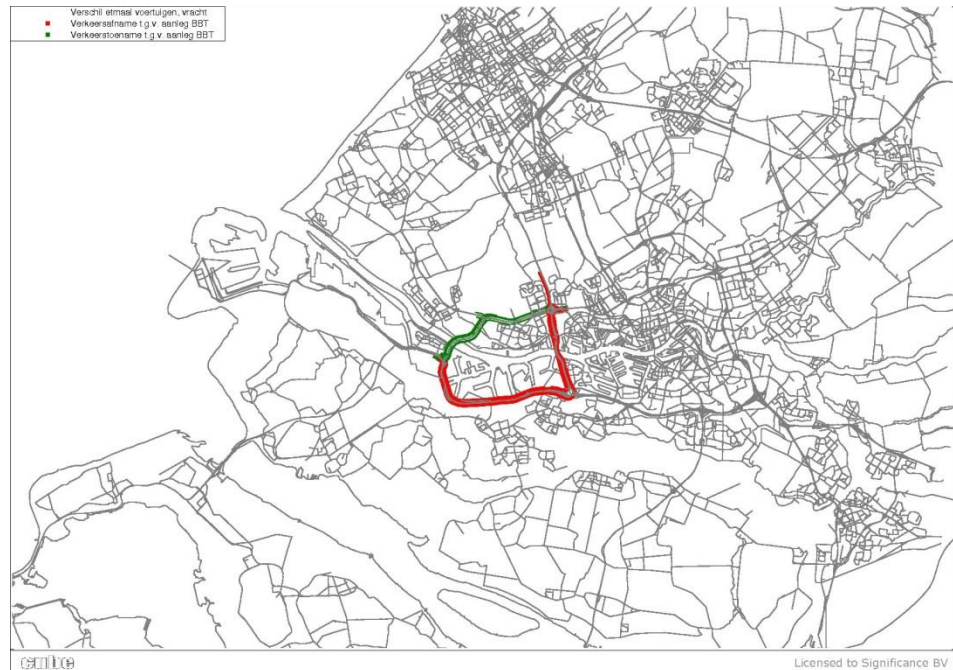 Verschil etmaal voertuigen, vracht
Verkeersafname t.g.v. aanleg BBT
Verkeerstoename t.g.v. aanleg BBT
cube
Licensed to Significance BV